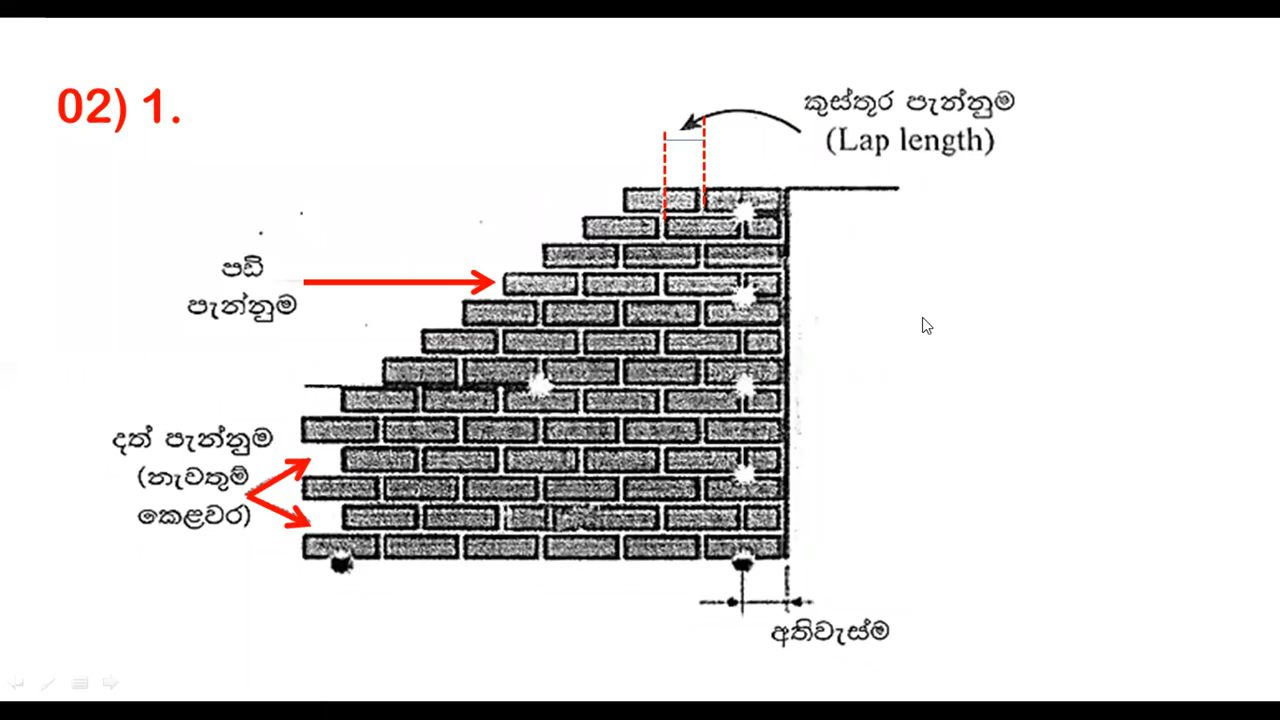 02) 1.
කුස්තූර පැන්නුම
(Lap length)
පඩි
පැන්නුම
දත් පැන්නුම
(නැවතුම්
කෙළවර)
අතිවැස්ම